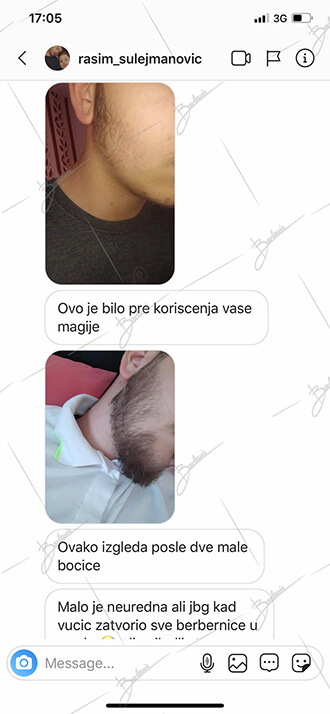 17:05
3G
rasim_sulejmanovic
Ovo je bilo pre koriscenja vase
magije
Ovako izgleda posle dve male
bocice
Malo je neuredna ali jbg kad
vucic zatvorio sve berbernice u
Message...